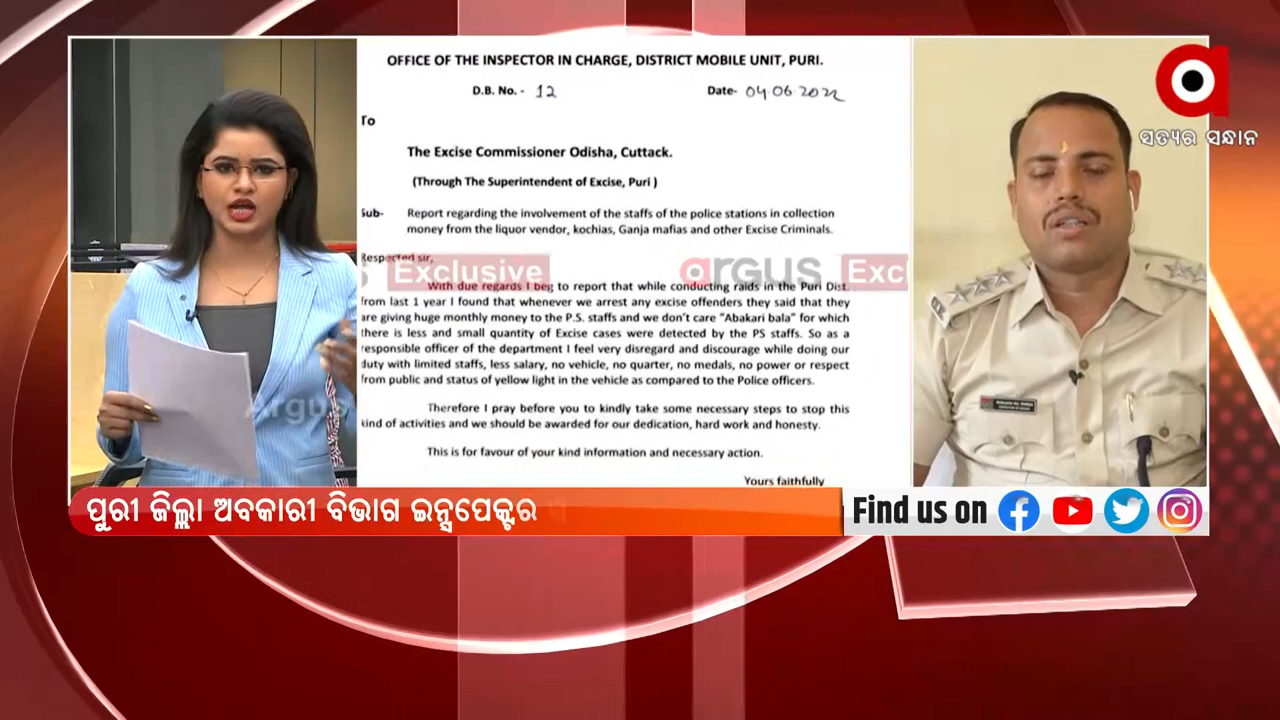 OFFICE OF THE INSPECTOR IN CHARGE, DISTRICT MOBILE UNIT, PURI.
D.B. No. - 12 Date- 04.06.2022
To
The Excise Commissioner Odisha, Cuttack.
(Through The Superintendent of Excise, Puri )
Sub- Report regarding the involvement of the staffs of the police stations in collection
money from the liquor vendor, kochias, Ganja mafias and other Excise Criminals.
Respected sir,
Exclusive argus Excl
With due regards I beg to report that while conducting raids in the Puri Dist.
from last 1 year I found that whenever we arrest any excise offenders they said that they
are giving huge monthly money to the P.S. staffs and we don't care "Abakari bala" for which
there is less and small quantity of Excise cases were detected by the PS staffs. So as a
responsible officer of the department I feel very disregard and discourage while doing our
duty with limited staffs, less salary, no vehicle, no quarter, no medals, no power or respect
from public and status of yellow light in the vehicle as compared to the Police officers.
Therefore I pray before you to kindly take some necessary steps to stop this
kind of activities and we should be awarded for our dedication, hard work and honesty.
This is for favour of your kind information and necessary action.
Yours faithfully
Argus
a
ସତ୍ୟର ସନ୍ଧାନ
ପୁରୀ ଜିଲ୍ଲା ଅବକାରୀ ବିଭାଗ ଇନ୍ସପେକ୍ଟର
Find us on